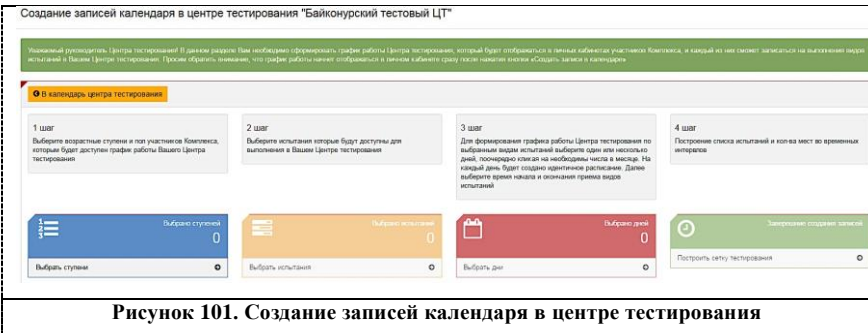 Создание записей календаря в центре тестирования "Байконурский тестовый ЦТ"
Уважаемый руководитель Центра тестирования! В данном разделе Вам необходимо сформировать график работы Центра тестирования, который будет отображаться в личных кабинетах участников Комплекса, и каждый из них сможет записаться на выполнение видов
испытаний в Вашем Центре тестирования. Просим обратить внимание, что график работы начнет отображаться в личном кабинете сразу после нажатия кнопки «Создать записи в календаре»
В календарь центра тестирования
1 шаг
Выберите возрастные ступени и пол участников Комплекса,
которым будет доступен график работы Вашего Центра
тестирования
2 шаг
Выберите испытания которые будут доступны для
выполнения в Вашем Центре тестирования
3 шаг
Для формирования графика работы Центра тестирования по
выбранным видам испытаний выберите один или несколько
дней, поочередно кликая на необходимы числа в месяце. На
каждый день будет создано идентичное расписание. Далее
выберите время начала и окончания приема видов
испытаний
4 шаг
Построение списка испытаний и кол-ва мест во временных
интервалов
Выбрано ступеней
0
Выбрать ступени
Выбрано испытаний
0
Выбрать испытания
Выбрано дней
0
Выбрать дни
Завершение создания записей
Построить сетку тестирования
Рисунок 101. Создание записей календаря в центре тестирования